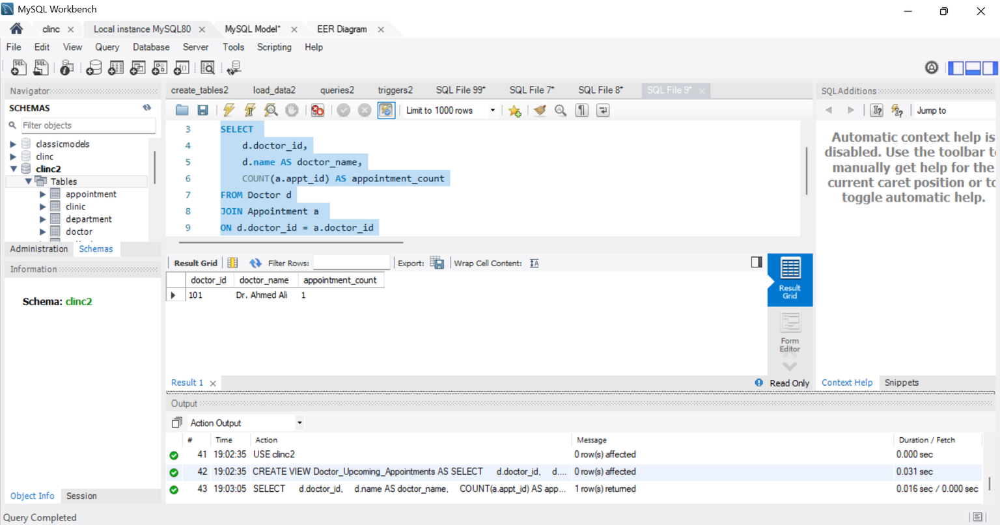 MySQL Workbench
clinc
Local instance MySQL80
MySQL Model*
EER Diagram
File Edit View Query Database Server Tools Scripting Help
Navigator
SCHEMAS
Filter objects
classicmodels
clinc
clinc2
Tables
appointment
clinic
department
doctor
Administration Schemas
Information
Schema: clinc2
Object Info Session
create_tables2 load_data2 queries2 triggers2 SQL File 99* SQL File 7* SQL File 8* SQL File 9*
Limit to 1000 rows
3 SELECT
4 d.doctor_id,
5 d.name AS doctor_name,
6 COUNT(a.appt_id) AS appointment_count
7 FROM Doctor d
8 JOIN Appointment a
9 ON d.doctor_id = a.doctor_id
Result Grid Filter Rows: Export: Wrap Cell Content:
doctor_id doctor_name appointment_count
101 Dr. Ahmed Ali 1
Result
Grid
Form
Editor
Result 1
Read Only
SQLAdditions
Jump to
Automatic context help is
disabled. Use the toolbar
manually get help for the
current caret position or
toggle automatic help.
Context Help Snippets
Output
Action Output
# Time Action Message Duration / Fetch
41 19:02:35 USE clinc2 0 row(s) affected 0.000 sec
42 19:02:35 CREATE VIEW Doctor_Upcoming_Appointments AS SELECT d.doctor_id, d.... 0 row(s) affected 0.031 sec
43 19:03:05 SELECT d.doctor_id, d.name AS doctor_name, COUNT(a.appt_id) AS app... 1 row(s) returned 0.016 sec / 0.000 sec
Query Completed